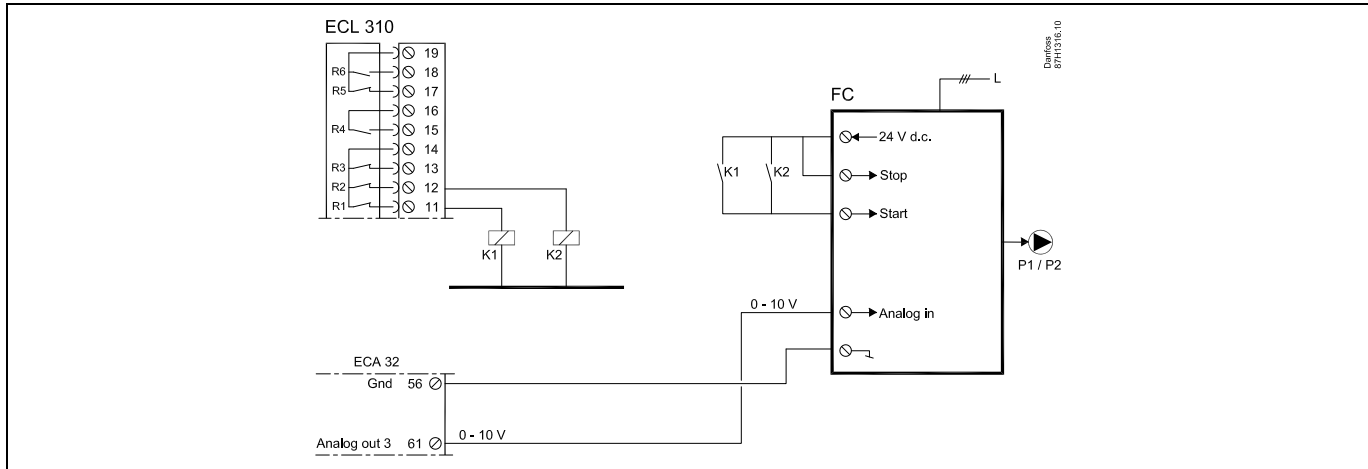 ECL 310
19
R6 18
R5 17
16
R4 15
14
R3 13
R2 12
R1 11
K1
K2
Danfoss
87H1316.10
L
FC
24 V d.c.
K1
K2
Stop
Start
P1 / P2
0 - 10 V
Analog in
ECA 32
Gnd 56
Analog out 3 61
0 - 10 V